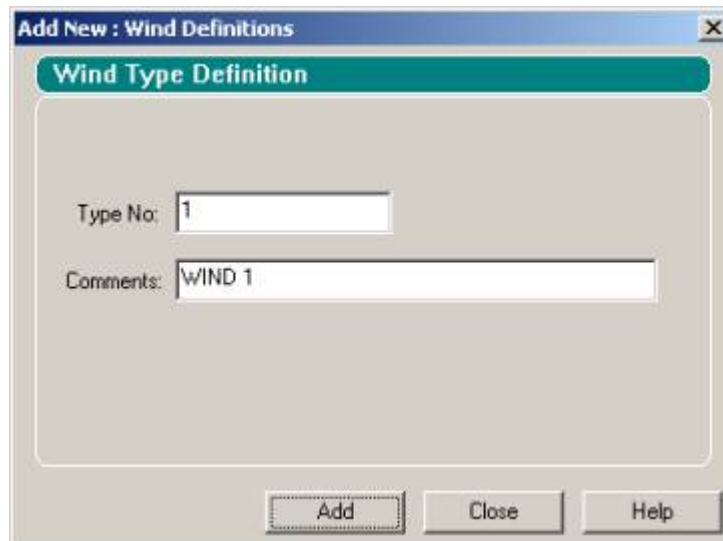 Add New : Wind Definitions
Wind Type Definition
Type No: 1
Comments: WIND 1
Add Close Help